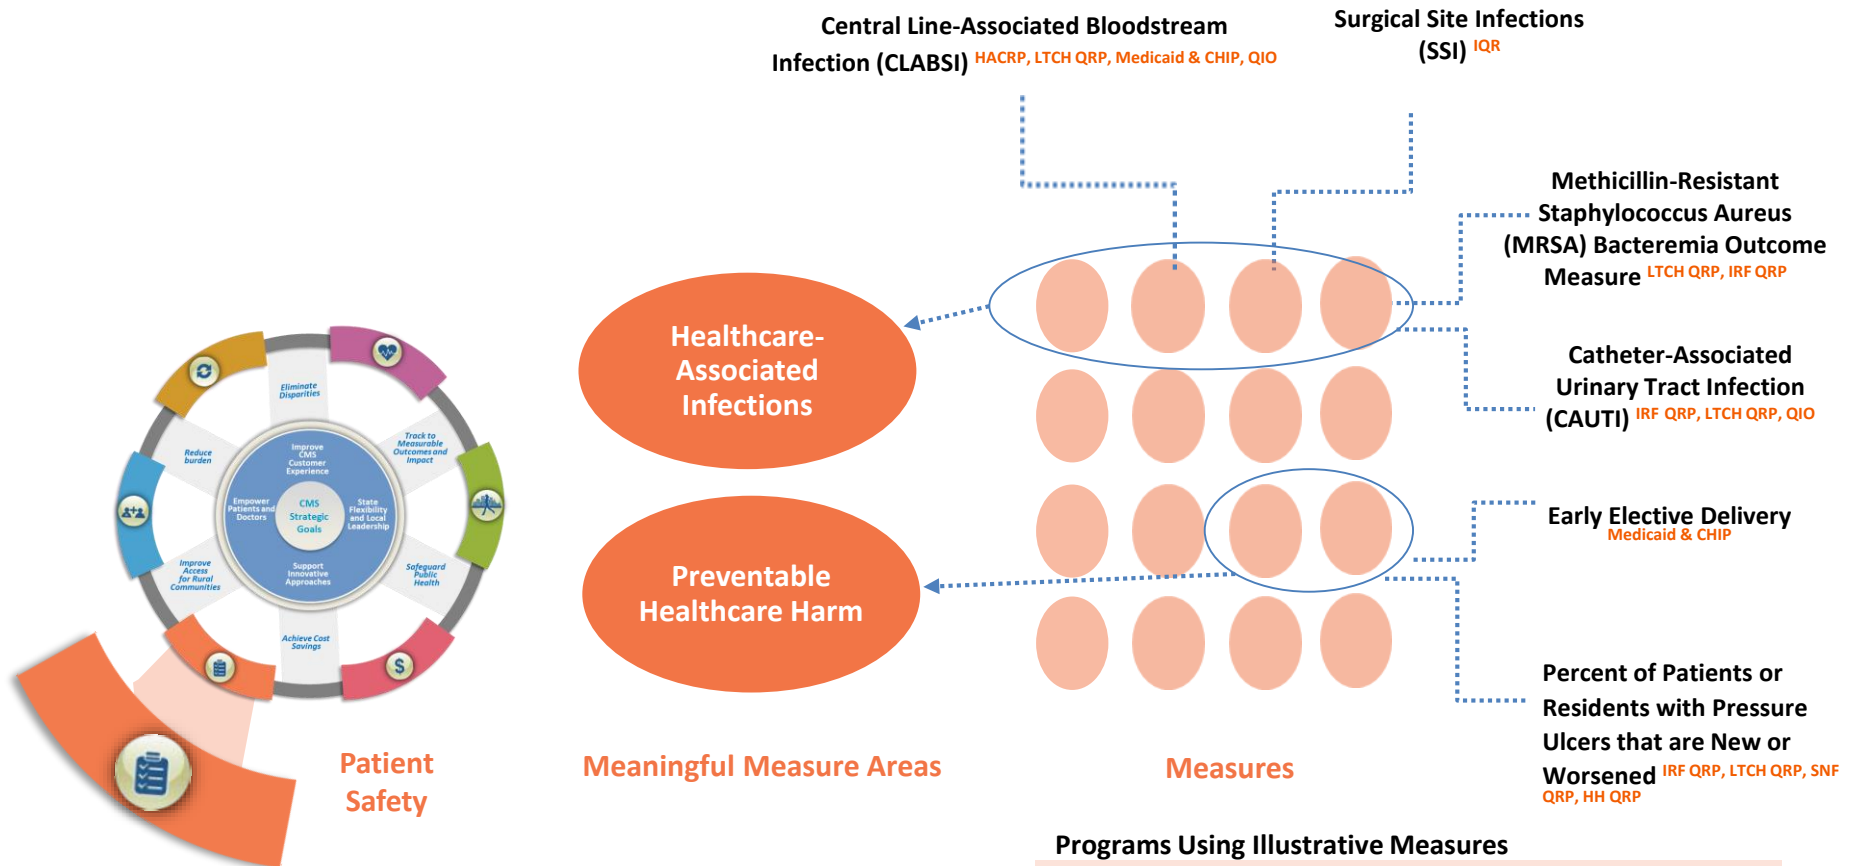 Central Line-Associated Bloodstream
Infection (CLABSI) HACRP, LTCH QRP, Medicaid & CHIP, QIO
Surgical Site Infections
(SSI) IQR
Methicillin-Resistant
Staphylococcus Aureus
(MRSA) Bacteremia Outcome
Measure LTCH QRP, IRF QRP
Healthcare-
Associated
Infections
Catheter-Associated
Urinary Tract Infection
(CAUTI) IRF QRP, LTCH QRP, QIO
Eliminate
Disparities
Track to
Measurable
Outcomes and
Impact
Reduce
burden
Improve
CMS
Customer
Experience
Empower
Patients and
Doctors
CMS
Strategic
Goals
State
Flexibility
and Local
Leadership
Support
Innovative
Approaches
Improve
Access
for Rural
Communities
Safeguard
Public
Health
Achieve Cost
Savings
$
Early Elective Delivery
Medicaid & CHIP
Preventable
Healthcare Harm
Percent of Patients or
Residents with Pressure
Ulcers that are New or
Worsened IRF QRP, LTCH QRP, SNF
QRP, HH QRP
Patient
Safety
Meaningful Measure Areas
Measures
Programs Using Illustrative Measures